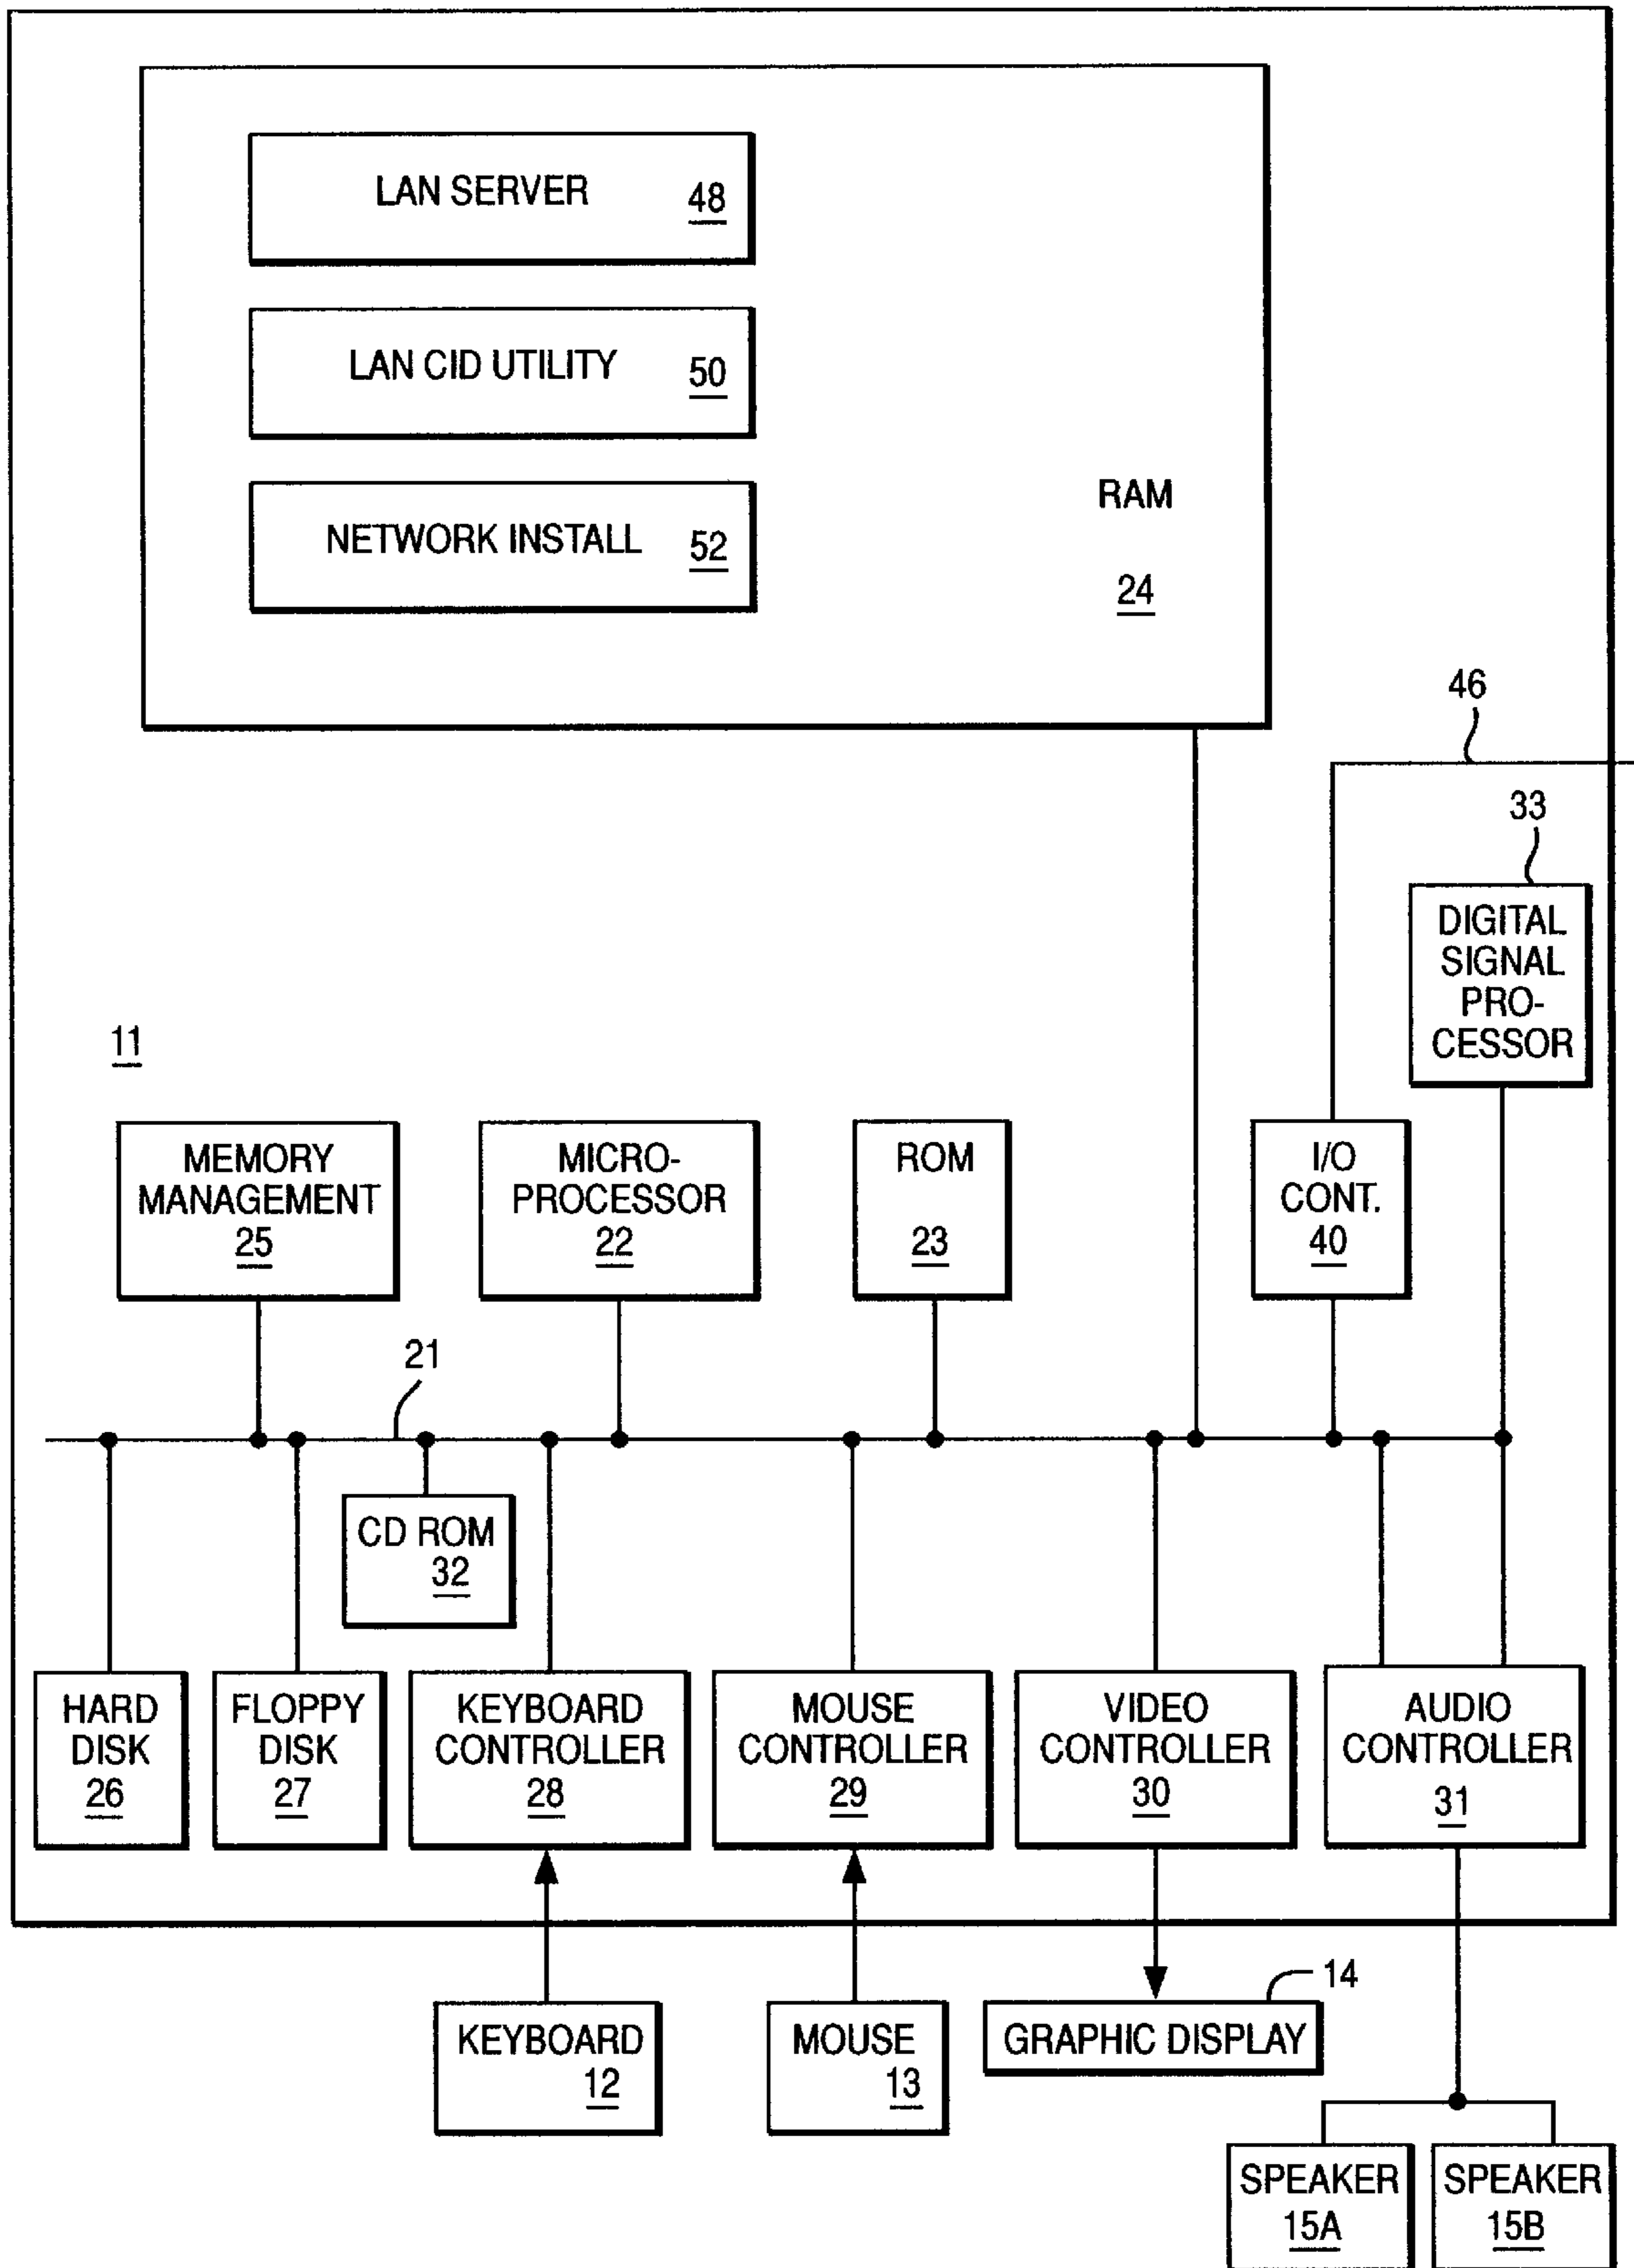 LAN SERVER 48
LAN CID UTILITY 50
NETWORK INSTALL 52
RAM
24
46
33
DIGITAL
SIGNAL
PRO-
CESSOR
11
MEMORY
MANAGEMENT
25
MICRO-
PROCESSOR
22
ROM
23
I/O
CONT.
40
21
CD ROM
32
HARD
DISK
26
FLOPPY
DISK
27
KEYBOARD
CONTROLLER
28
MOUSE
CONTROLLER
29
VIDEO
CONTROLLER
30
AUDIO
CONTROLLER
31
KEYBOARD
12
MOUSE
13
14
GRAPHIC DISPLAY
SPEAKER
15A
SPEAKER
15B